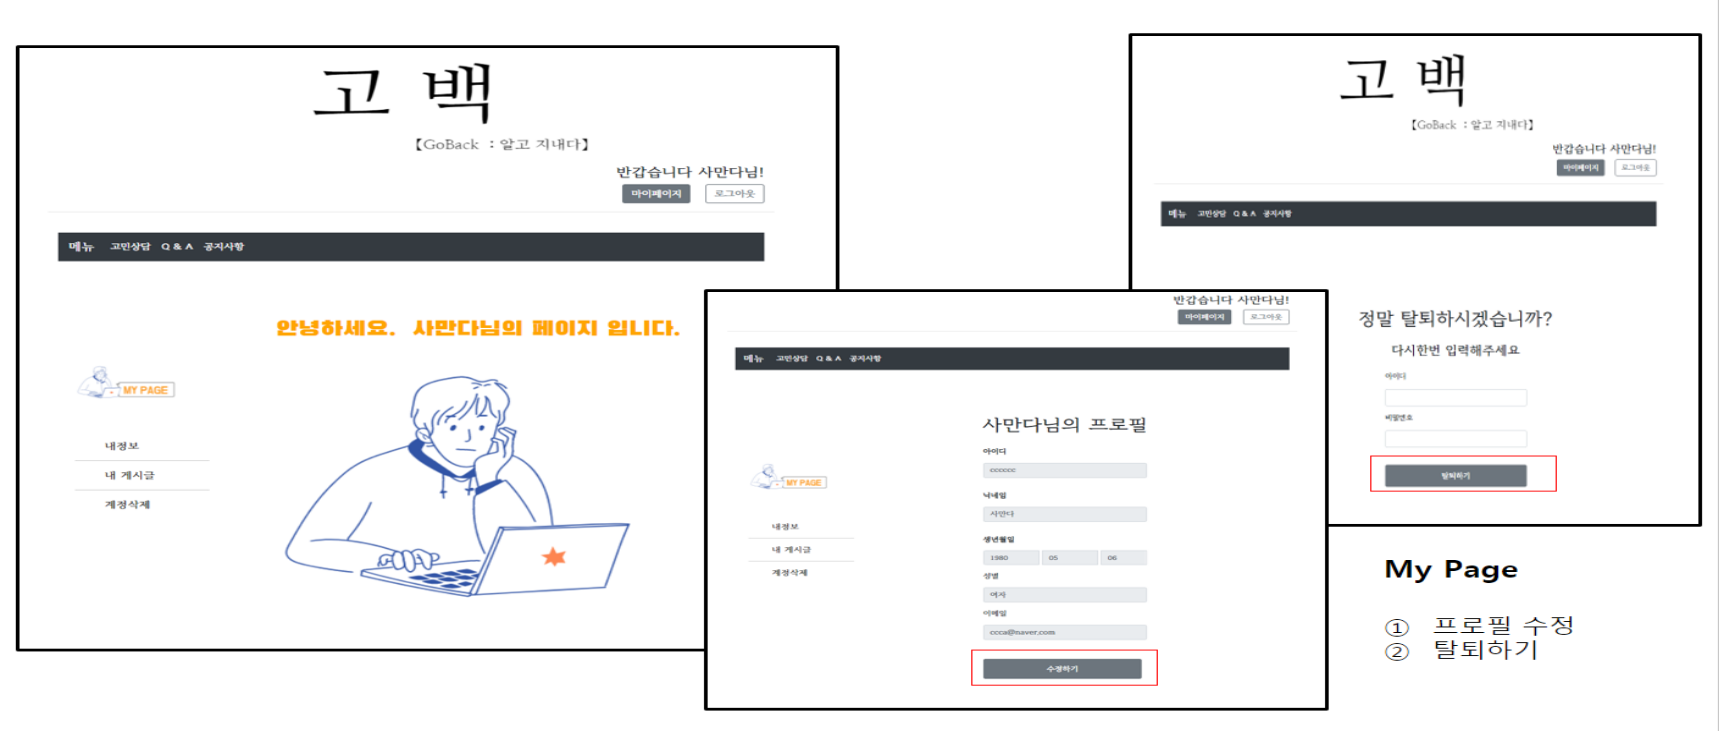 고 백
【GoBack : 알고 지내다】
반갑습니다 사만다님!
마이페이지 로그아웃
메뉴 고민상담 Q & A 공지사항
안녕하세요. 사만다님의 페이지 입니다.
MY PAGE
내정보
내 게시글
계정삭제
반갑습니다 사만다님!
마이페이지 로그아웃
메뉴 고민상담 Q & A 공지사항
사만다님의 프로필
MY PAGE
내정보
내 게시글
계정삭제
아이디
cccccc
닉네임
사만다
생년월일
1980 05 06
성별
여자
이메일
ccca@naver.com
수정하기
고 백
【GoBack : 알고 지내다】
반갑습니다 사만다님!
마이페이지 로그아웃
메뉴 고민상담 Q & A 공지사항
정말 탈퇴하시겠습니까?
다시한번 입력해주세요
아이디
비밀번호
탈퇴하기
My Page
① 프로필 수정
② 탈퇴하기